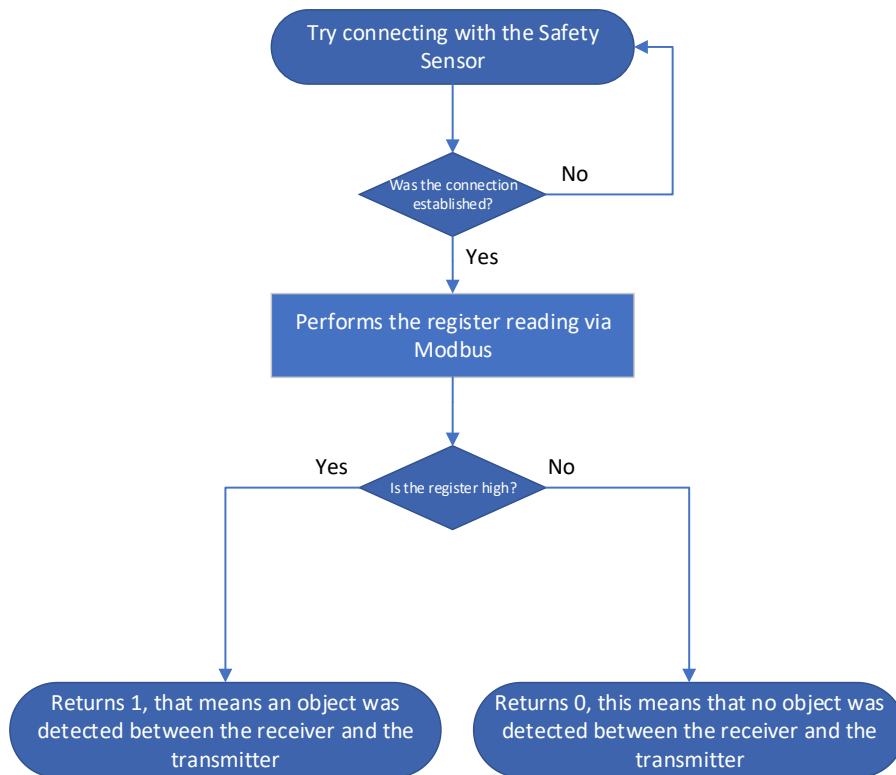 Try connecting with the Safety
Sensor
Was the connection
established?
No
Yes
Performs the register reading via
Modbus
Yes
No
Is the register high?
Returns 1, that means an object was
detected between the receiver and the
transmitter
Returns 0, this means that no object was
detected between the receiver and the
transmitter